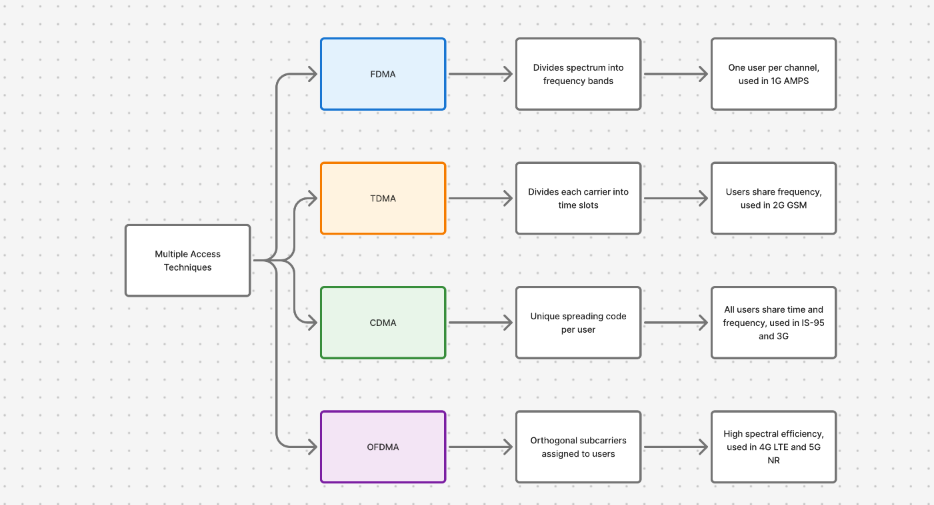 Multiple Access
Techniques
FDMA
Divides spectrum into
frequency bands
One user per channel,
used in 1G AMPS
TDMA
Divides each carrier into
time slots
Users share frequency,
used in 2G GSM
CDMA
Unique spreading code
per user
All users share time and
frequency, used in IS-95
and 3G
OFDMA
Orthogonal subcarriers
assigned to users
High spectral efficiency,
used in 4G LTE and 5G
NR